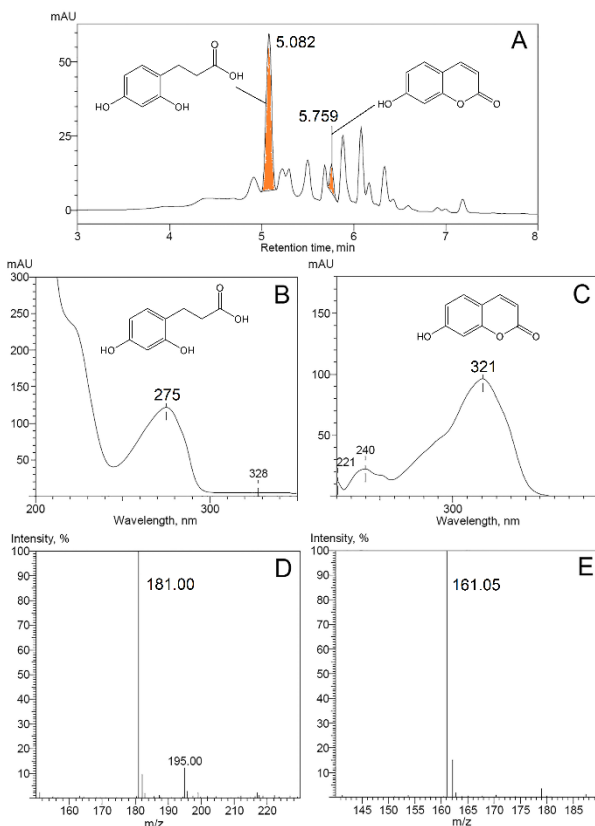 mAU
A
5.082
5.759
O
OH
HO
OH
HO
O
O
50
25
0
3
4
5
6
7
8
Retention time, min
mAU
B
300
250
200
150
100
50
O
OH
HO
OH
275
328
200
300
Wavelength, nm
mAU
C
150
100
50
HO
O
O
321
240
221
300
Wavelength, nm
Intensity, %
D
100
90
80
70
60
50
40
30
20
10
181.00
195.00
160
170
180
190
200
210
220
m/z
Intensity, %
E
100
90
80
70
60
50
40
30
20
10
161.05
145
150
155
160
165
170
175
180
185
m/z